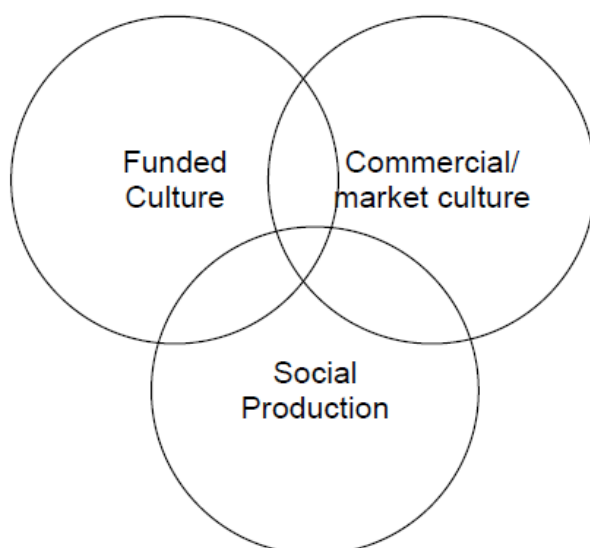 Funded
Culture
Commercial/
market culture
Social
Production